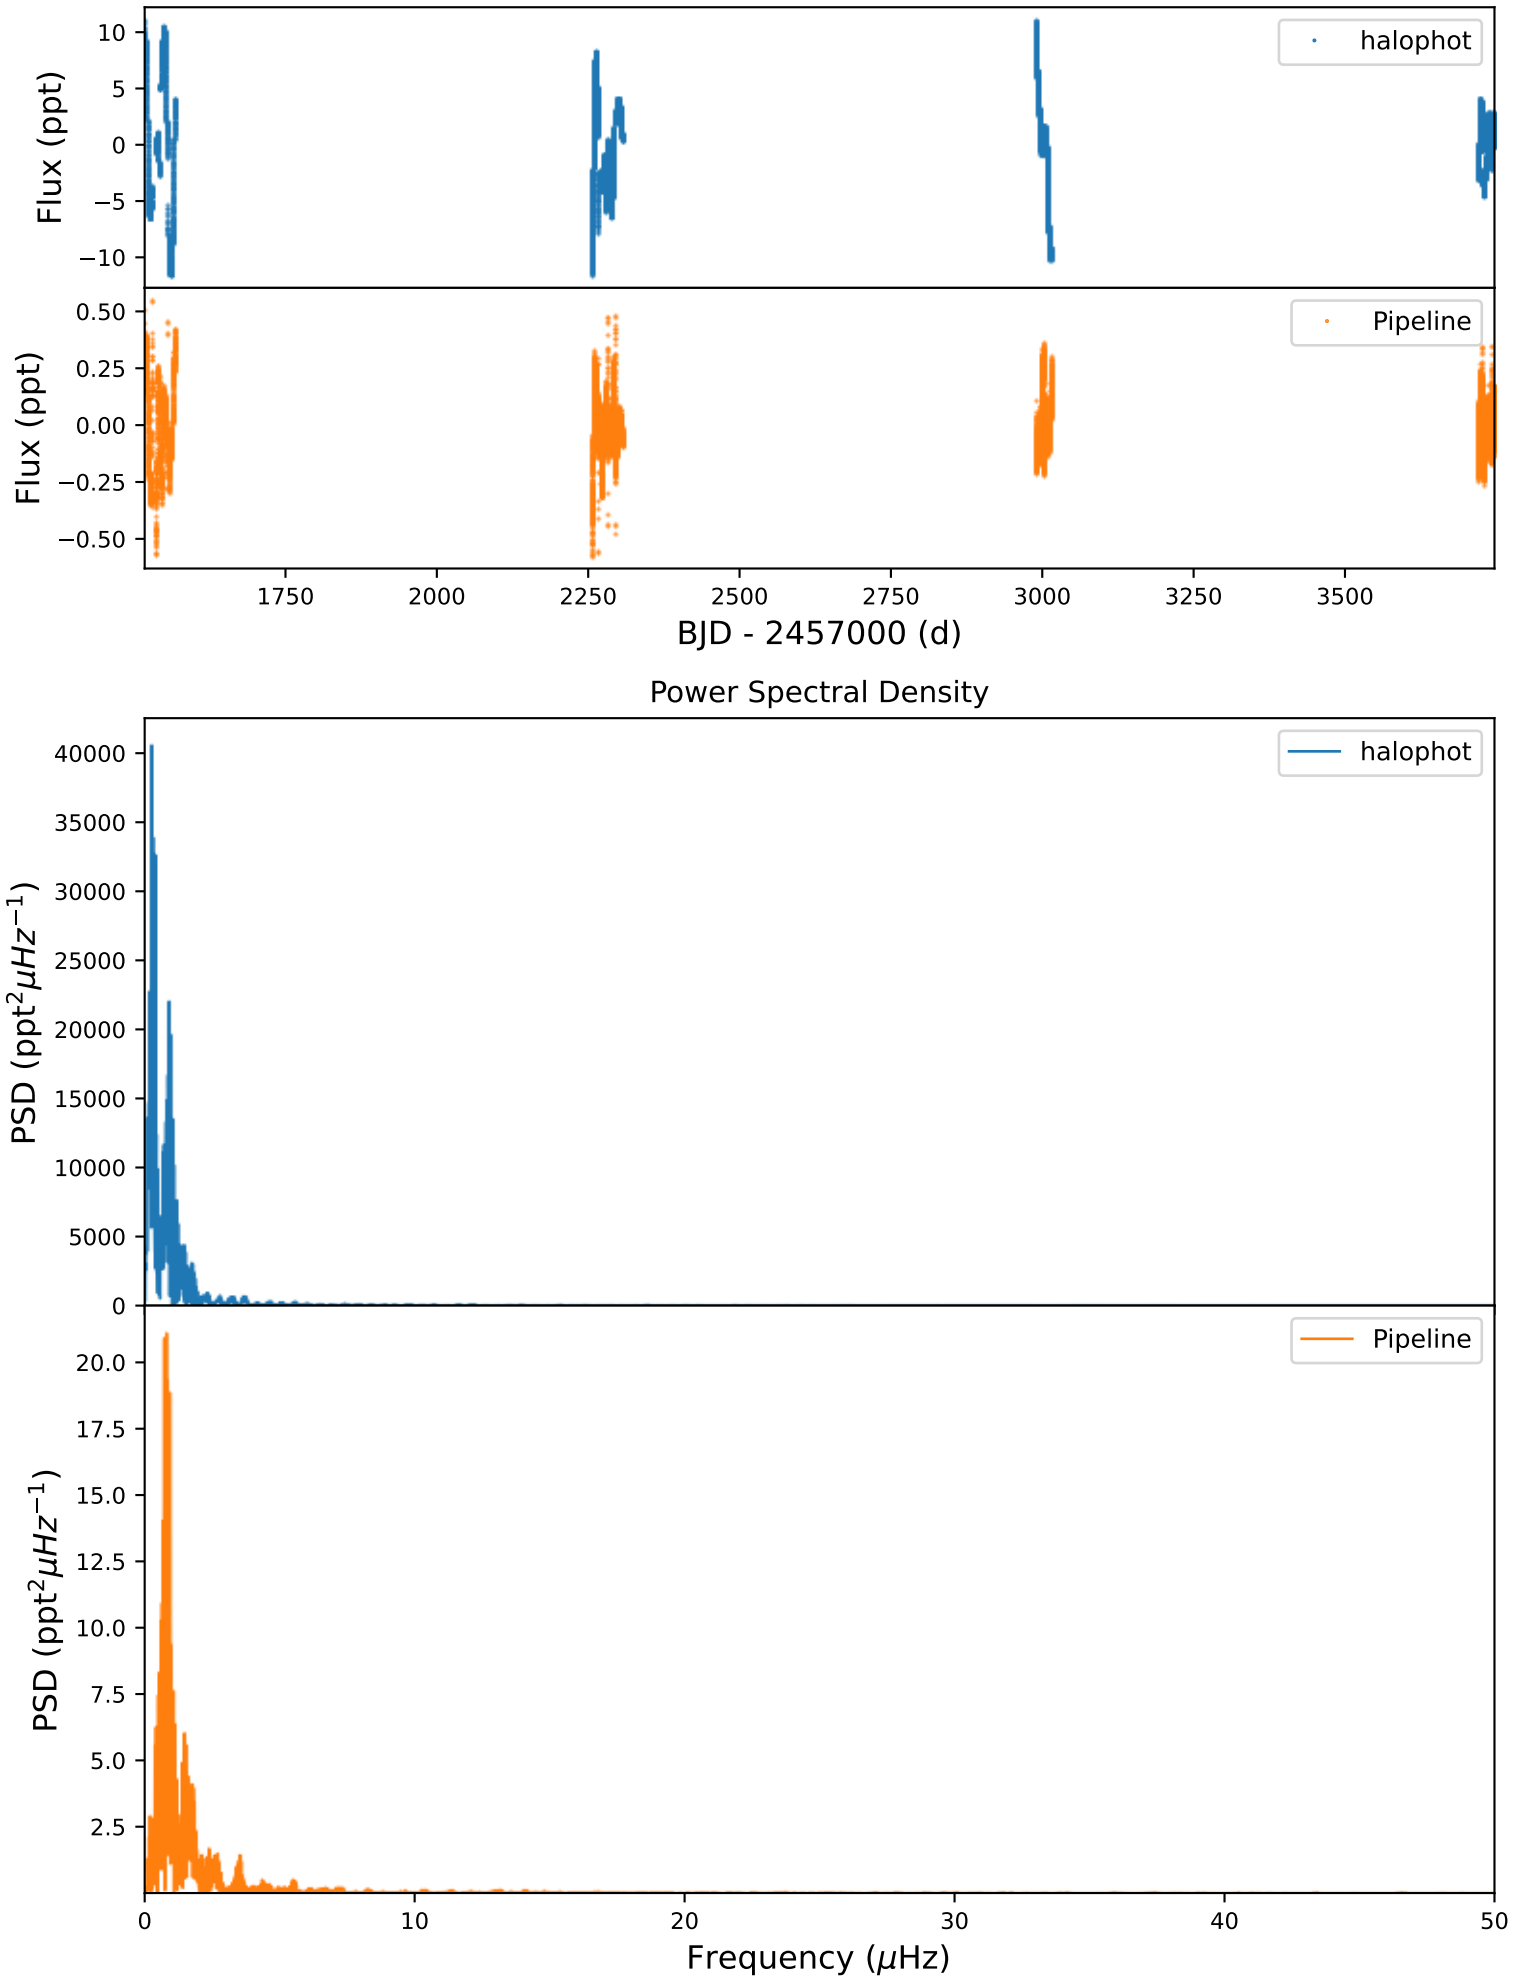 10
5
0
−5
−10
Flux (ppt)
halophot
0.50
0.25
0.00
−0.25
−0.50
Flux (ppt)
Pipeline
1750 2000 2250 2500 2750 3000 3250 3500
BJD - 2457000 (d)
Power Spectral Density
40000
35000
30000
25000
20000
15000
10000
5000
0
PSD (ppt²μHz⁻¹)
halophot
20.0
17.5
15.0
12.5
10.0
7.5
5.0
2.5
PSD (ppt²μHz⁻¹)
Pipeline
0 10 20 30 40 50
Frequency (μHz)